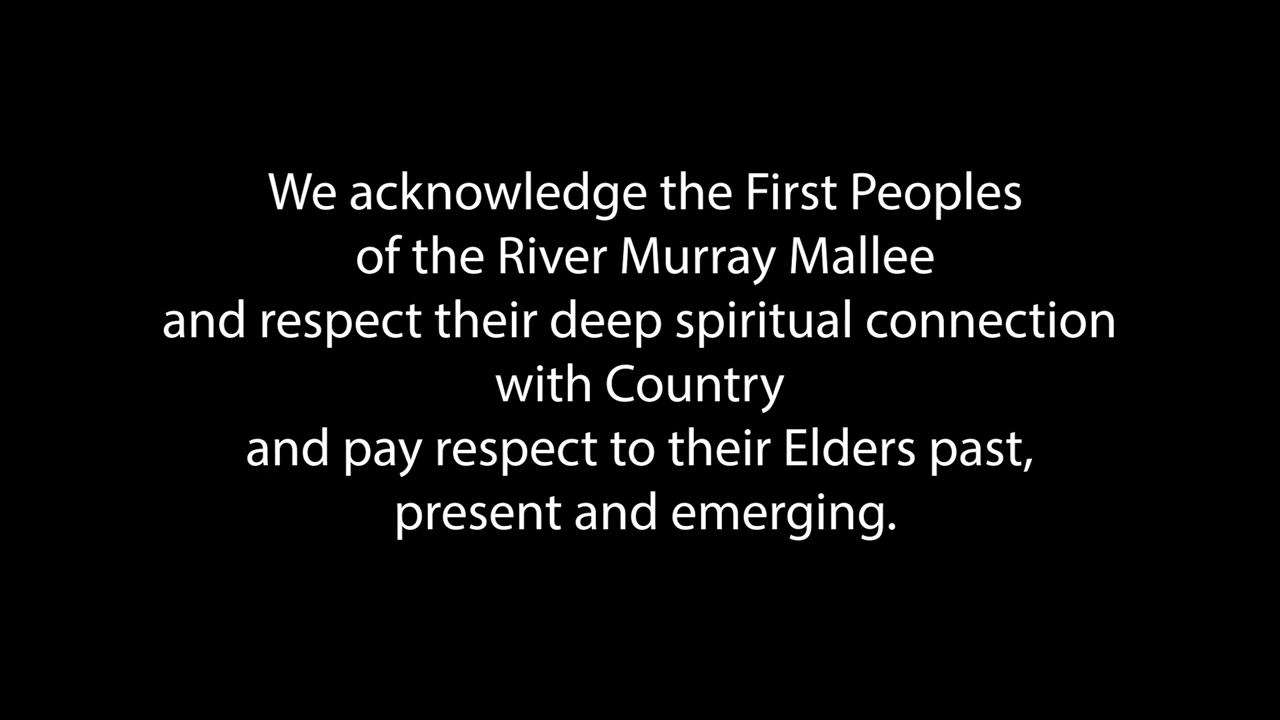 We acknowledge the First Peoples
of the River Murray Mallee
and respect their deep spiritual connection
with Country
and pay respect to their Elders past,
present and emerging.